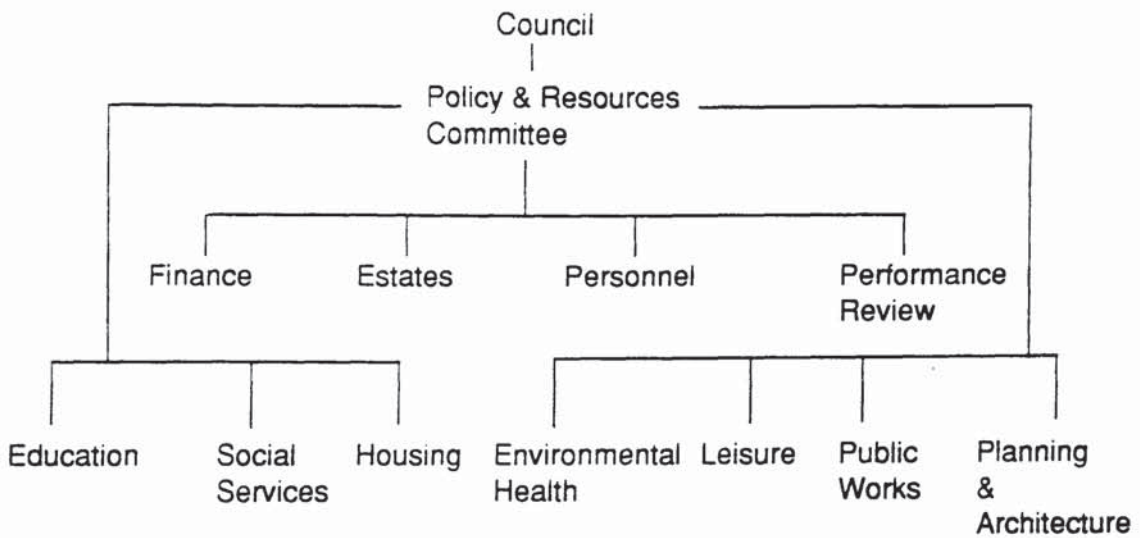 Council
Policy & Resources
Committee
Finance
Estates
Personnel
Performance
Review
Education
Social
Services
Housing
Environmental
Health
Leisure
Public
Works
Planning
&
Architecture